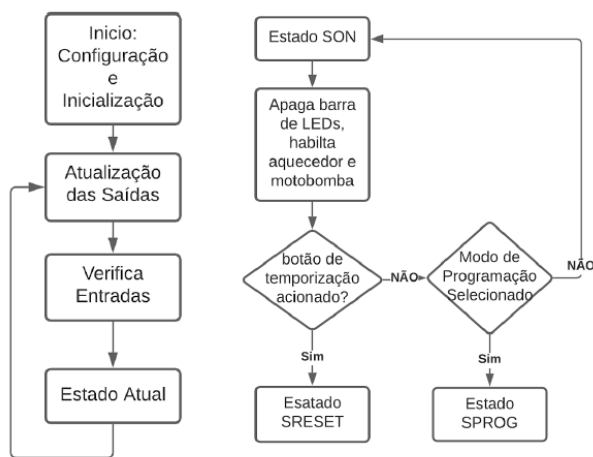 Inicio:
Configuração
e
Inicialização
Atualização
das Saídas
Verifica
Entradas
Estado Atual
Estado SON
Apaga barra
de LEDs,
habilta
aquecedor e
motobomba
botão de
temporização
acionado?
NÃO
Modo de
Programação
Selecionado
NÃO
Sim
Sim
Esatado
SRESET
Estado
SPROG